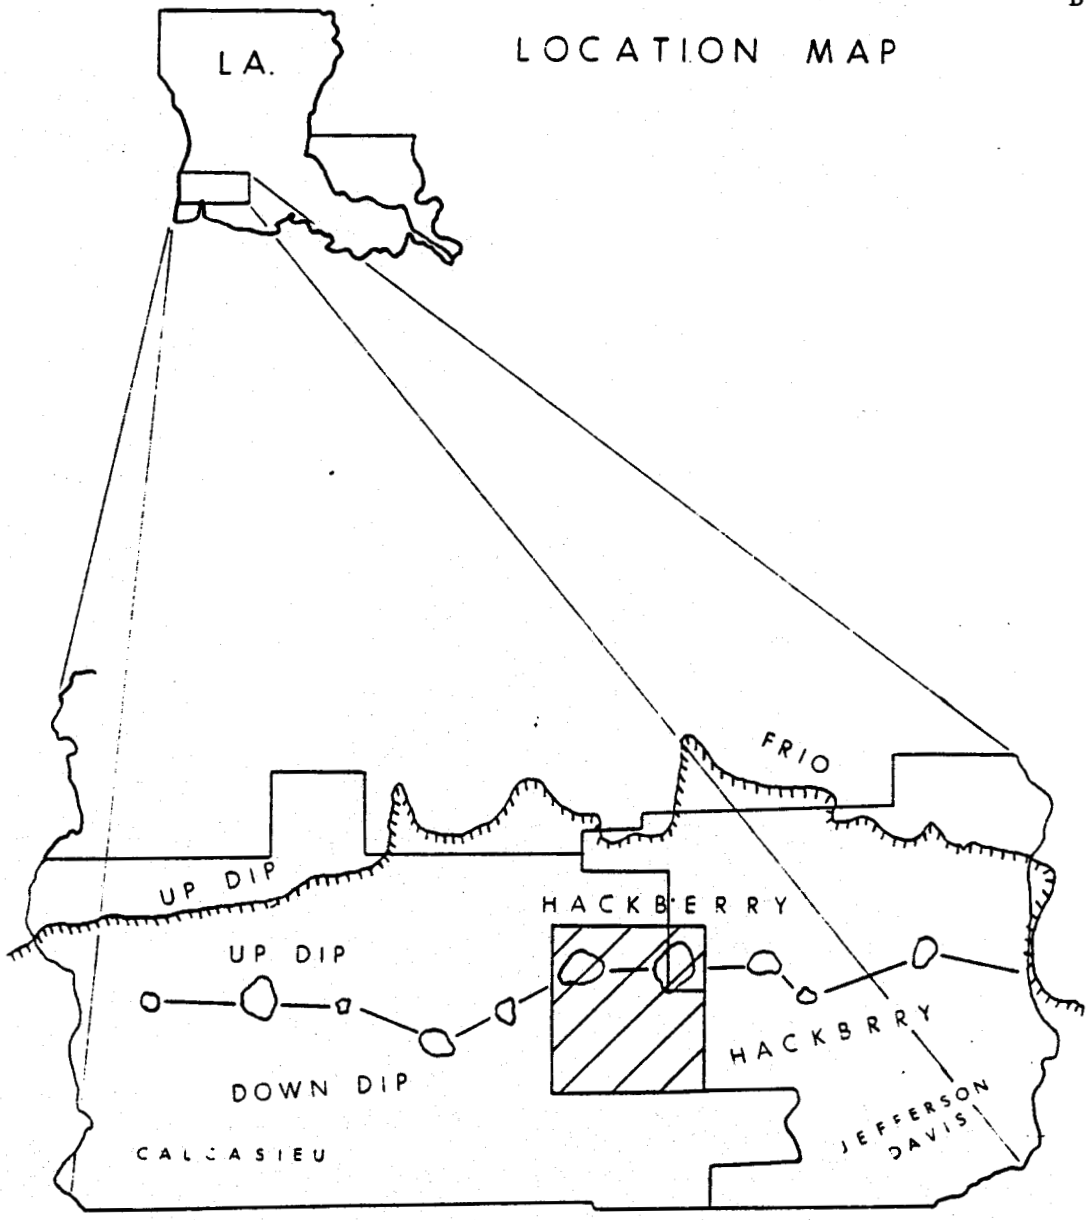 LOCATION MAP
LA.
FRIO
UP DIP
HACKBERRY
UP DIP
HACKBRRY
DOWN DIP
JEFFERSON
DAVIS
CALCASIEU